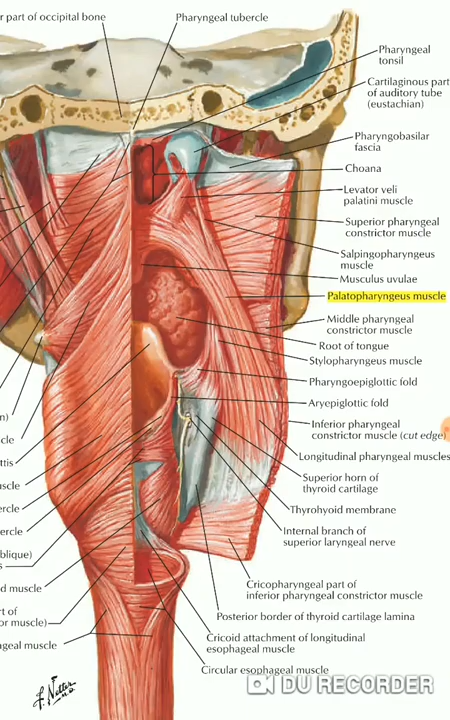 r part of occipital bone
Pharyngeal tubercle
Pharyngeal
tonsil
Cartilaginous part
of auditory tube
(eustachian)
Pharyngobasilar
fascia
Choana
Levator veli
palatini muscle
Superior pharyngeal
constrictor muscle
Salpingopharyngeus
muscle
Musculus uvulae
Palatopharyngeus muscle
Middle pharyngeal
constrictor muscle
Root of tongue
Stylopharyngeus muscle
Pharyngoepiglottic fold
Aryepiglottic fold
Inferior pharyngeal
constrictor muscle (cut edge)
Longitudinal pharyngeal muscles
Superior horn of
thyroid cartilage
Thyrohyoid membrane
Internal branch of
superior laryngeal nerve
Cricopharyngeal part of
inferior pharyngeal constrictor muscle
Posterior border of thyroid cartilage lamina
Cricoid attachment of longitudinal
esophageal muscle
Circular esophageal muscle
n)
cle
ttis
uscle
ercle
ercle
blique)
s
d muscle
rt of
or muscle)
ageal muscle
F. Netter
M.D.
DU RECORDER